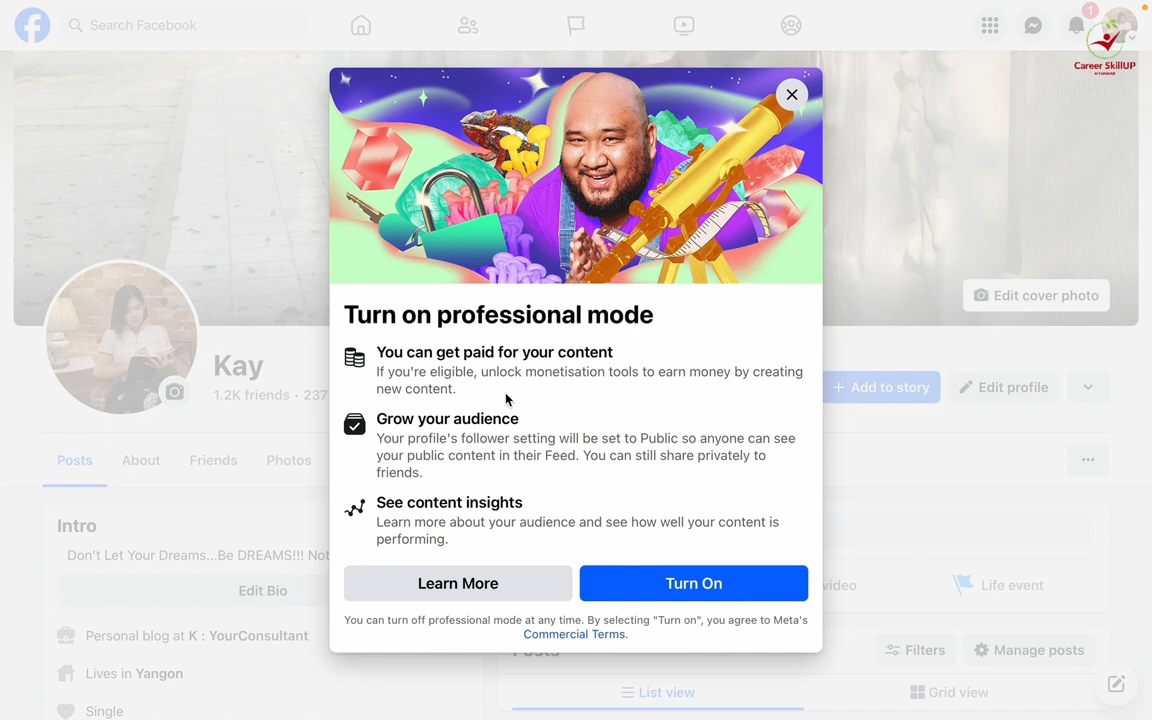 Search Facebook
1
Career SkillUP
Edit cover photo
Turn on professional mode
You can get paid for your content
If you're eligible, unlock monetisation tools to earn money by creating
new content.
Grow your audience
Your profile's follower setting will be set to Public so anyone can see
your public content in their Feed. You can still share privately to
friends.
See content insights
Learn more about your audience and see how well your content is
performing.
Learn More
Turn On
You can turn off professional mode at any time. By selecting "Turn on", you agree to Meta's
Commercial Terms.
Kay
1.2K friends • 237
+ Add to story
Edit profile
Posts
About
Friends
Photos
Intro
Don't Let Your Dreams...Be DREAMS!!! Not
Edit Bio
Personal blog at K : YourConsultant
Lives in Yangon
Single
video
Life event
Posts
Filters
Manage posts
List view
Grid view